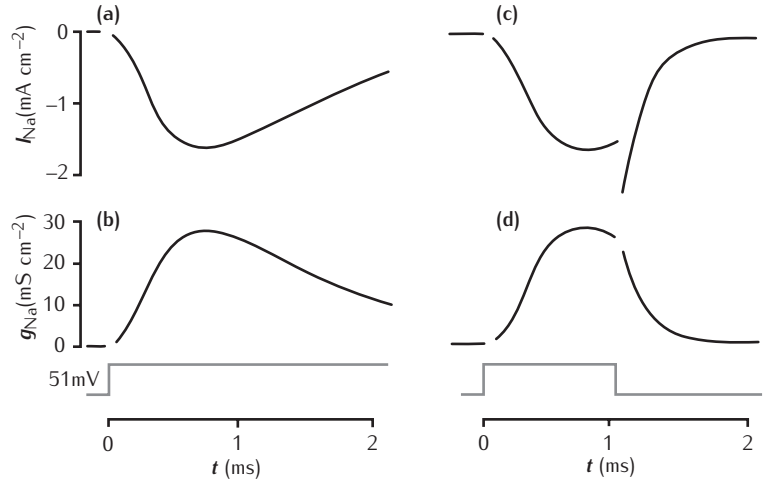 (a)
(c)
I_Na(mA cm⁻²)
0
−1
−2
(b)
(d)
g_Na(mS cm⁻²)
30
20
10
0
51mV
0 1 2
0 1 2
t (ms)
t (ms)